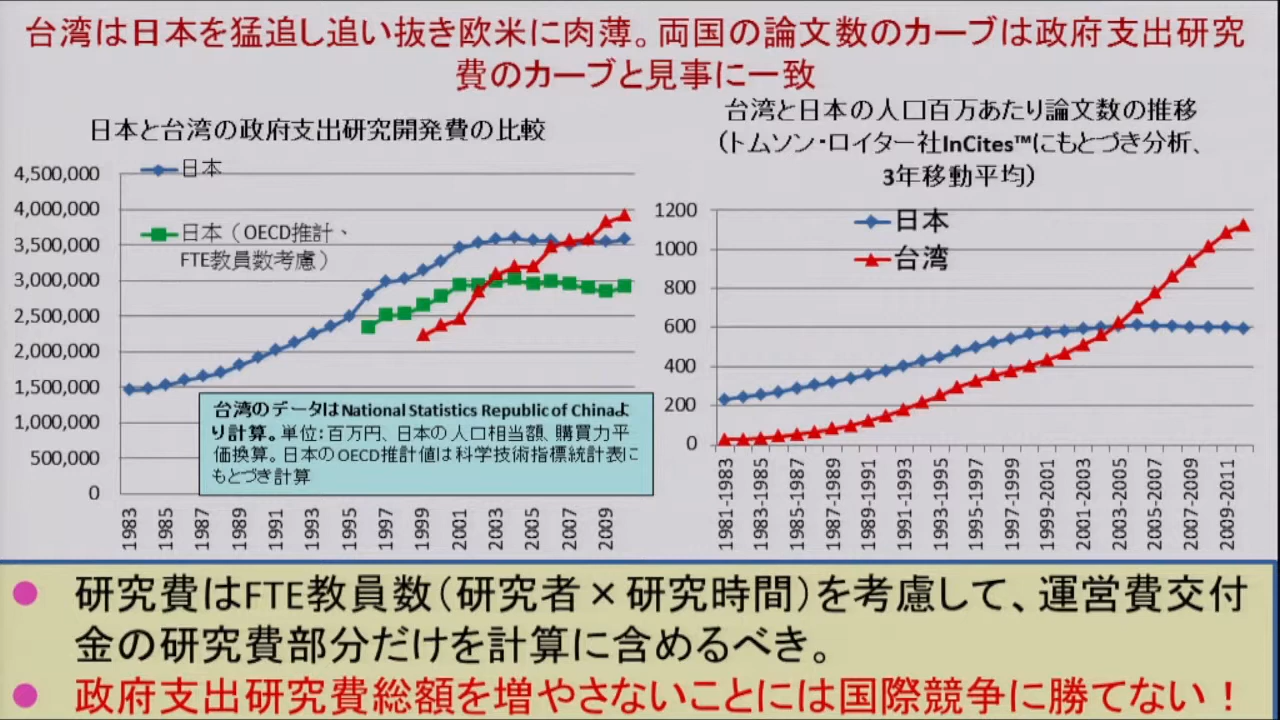 台湾は日本を猛追し追い抜き欧米に肉薄。両国の論文数のカーブは政府支出研究
費のカーブと見事に一致
日本と台湾の政府支出研究開発費の比較
4,500,000
4,000,000
3,500,000
3,000,000
2,500,000
2,000,000
1,500,000
1,000,000
500,000
0
日本
日本（OECD推計、
FTE教員数考慮）
台湾のデータはNational Statistics Republic of Chinaよ
り計算。単位：百万円、日本の人口相当額、購買力平
価換算。日本のOECD推計値は科学技術指標統計表に
もとづき計算
1983
1985
1987
1989
1991
1993
1995
1997
1999
2001
2003
2005
2007
2009
台湾と日本の人口百万あたり論文数の推移
（トムソン・ロイター社InCites™にもとづき分析、
3年移動平均）
1200
1000
800
600
400
200
0
日本
台湾
1981-1983
1983-1985
1985-1987
1987-1989
1989-1991
1991-1993
1993-1995
1995-1997
1997-1999
1999-2001
2001-2003
2003-2005
2005-2007
2007-2009
2009-2011
● 研究費はFTE教員数（研究者×研究時間）を考慮して、運営費交付
金の研究費部分だけを計算に含めるべき。
● 政府支出研究費総額を増やさないことには国際競争に勝てない！